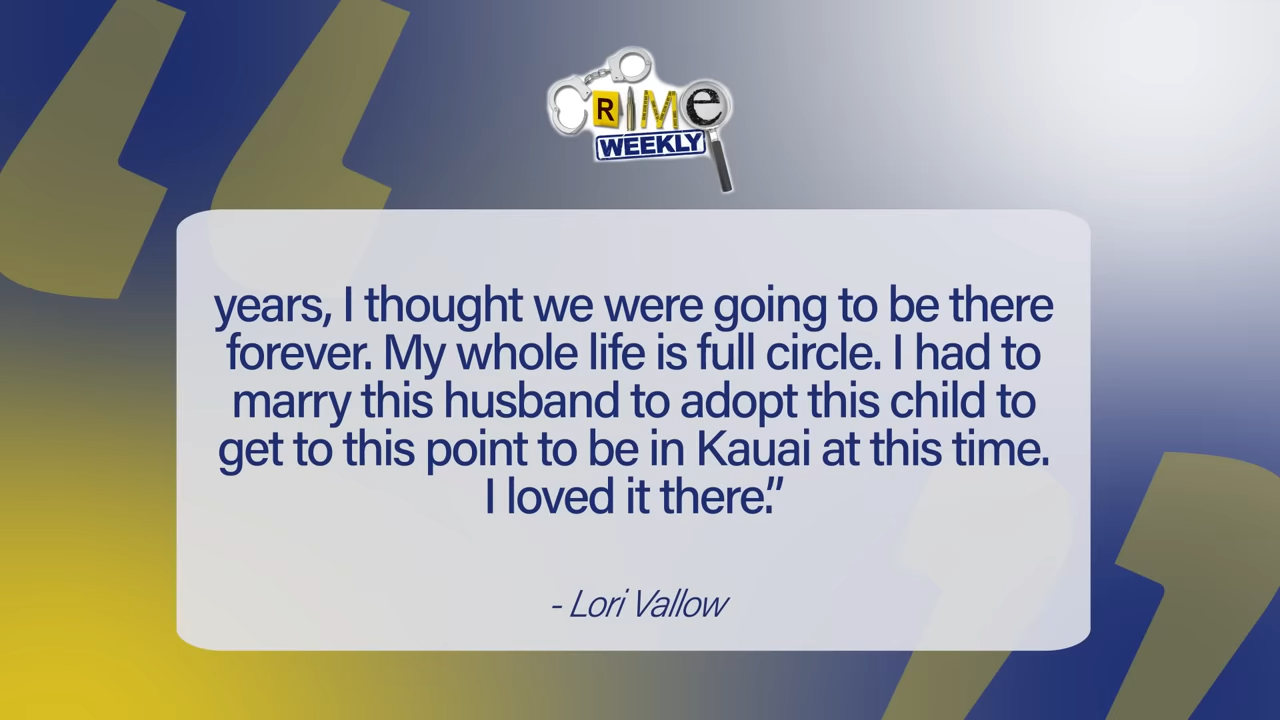 CRIMe
WEEKLY
years, I thought we were going to be there
forever. My whole life is full circle. I had to
marry this husband to adopt this child to
get to this point to be in Kauai at this time.
I loved it there.”
- Lori Vallow